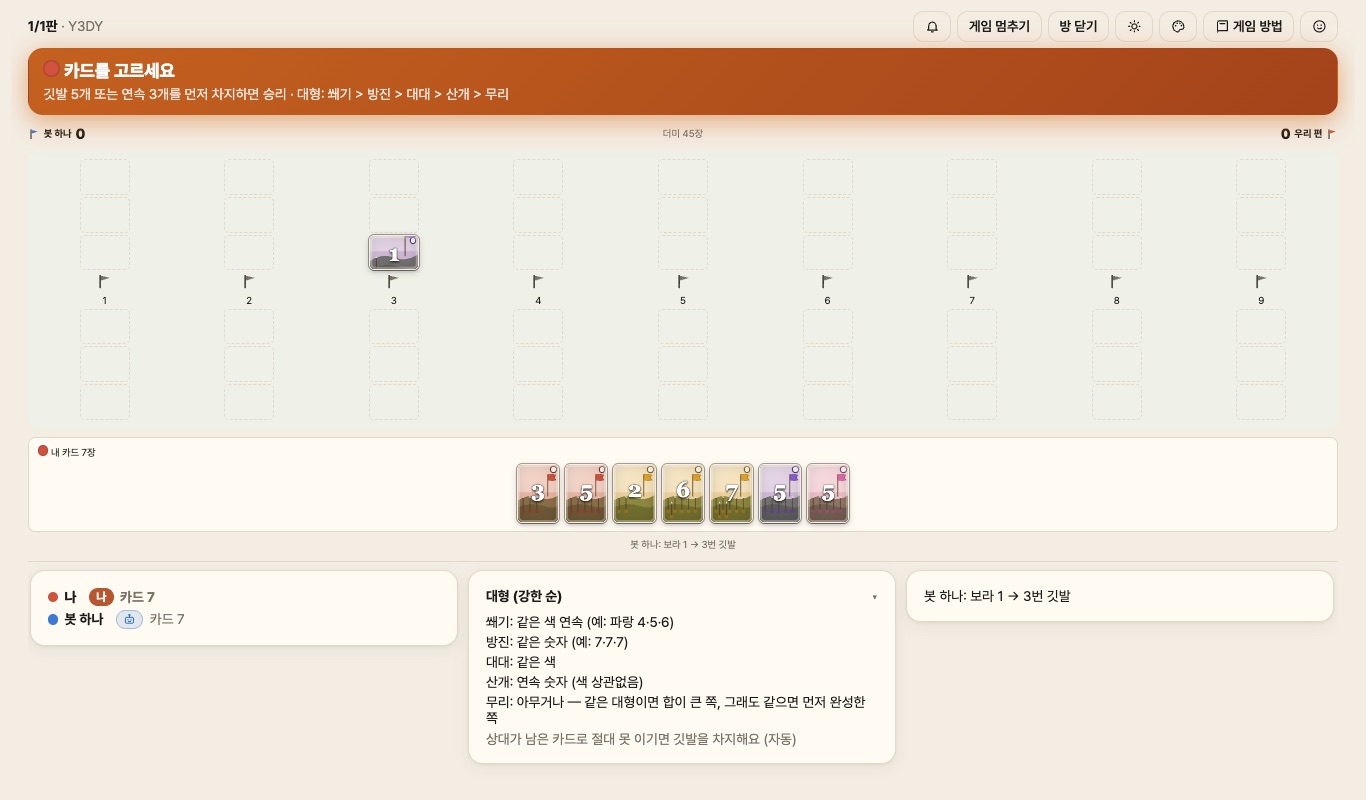 1/1판 · Y3DY
게임 멈추기
방 닫기
게임 방법
카드를 고르세요
깃발 5개 또는 연속 3개를 먼저 차지하면 승리 · 대형: 쐐기 > 방진 > 대대 > 산개 > 무리
봇 하나 0
더미 45장
0 우리 편
1
1 2 3 4 5 6 7 8 9
내 카드 7장
3 5 2 6 7 5 5
봇 하나: 보라 1 → 3번 깃발
나 나 카드 7
봇 하나 카드 7
대형 (강한 순)
쐐기: 같은 색 연속 (예: 파랑 4·5·6)
방진: 같은 숫자 (예: 7·7·7)
대대: 같은 색
산개: 연속 숫자 (색 상관없음)
무리: 아무거나 — 같은 대형이면 합이 큰 쪽, 그래도 같으면 먼저 완성한
쪽
상대가 남은 카드로 절대 못 이기면 깃발을 차지해요 (자동)
봇 하나: 보라 1 → 3번 깃발